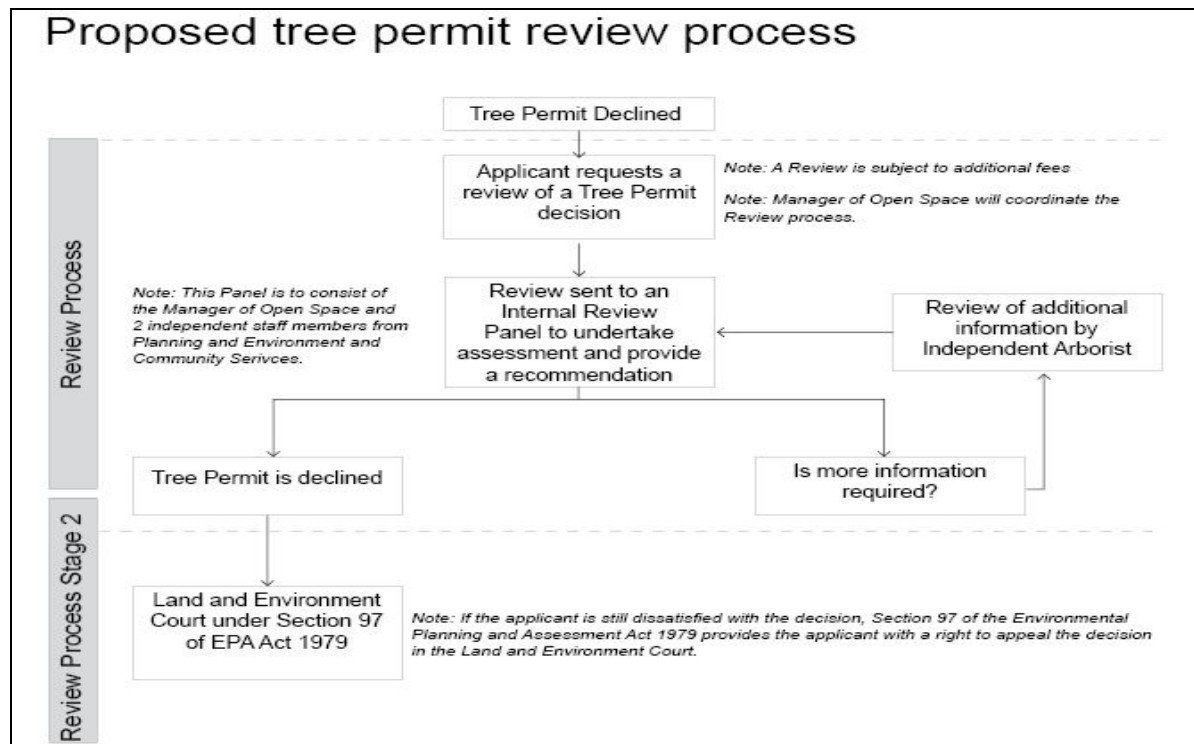 Proposed tree permit review process
Tree Permit Declined
Review Process
Applicant requests a
review of a Tree Permit
decision
Note: A Review is subject to additional fees
Note: Manager of Open Space will coordinate the
Review process.
Note: This Panel is to consist of
the Manager of Open Space and
2 independent staff members from
Planning and Environment and
Community Serivces.
Review sent to an
Internal Review
Panel to undertake
assessment and provide
a recommendation
Review of additional
information by
Independent Arborist
Tree Permit is declined
Is more information
required?
Review Process Stage 2
Land and Environment
Court under Section 97
of EPA Act 1979
Note: If the applicant is still dissatisfied with the decision, Section 97 of the Environmental
Planning and Assessment Act 1979 provides the applicant with a right to appeal the decision
in the Land and Environment Court.